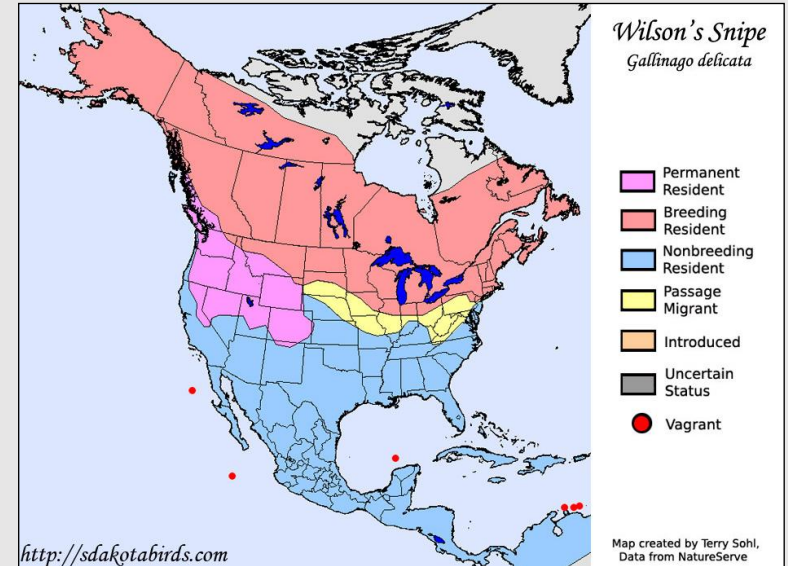 Wilson's Snipe
Gallinago delicata
Permanent
Resident
Breeding
Resident
Nonbreeding
Resident
Passage
Migrant
Introduced
Uncertain
Status
Vagrant
Map created by Terry Sohl,
Data from NatureServe
http://sdakotabirds.com